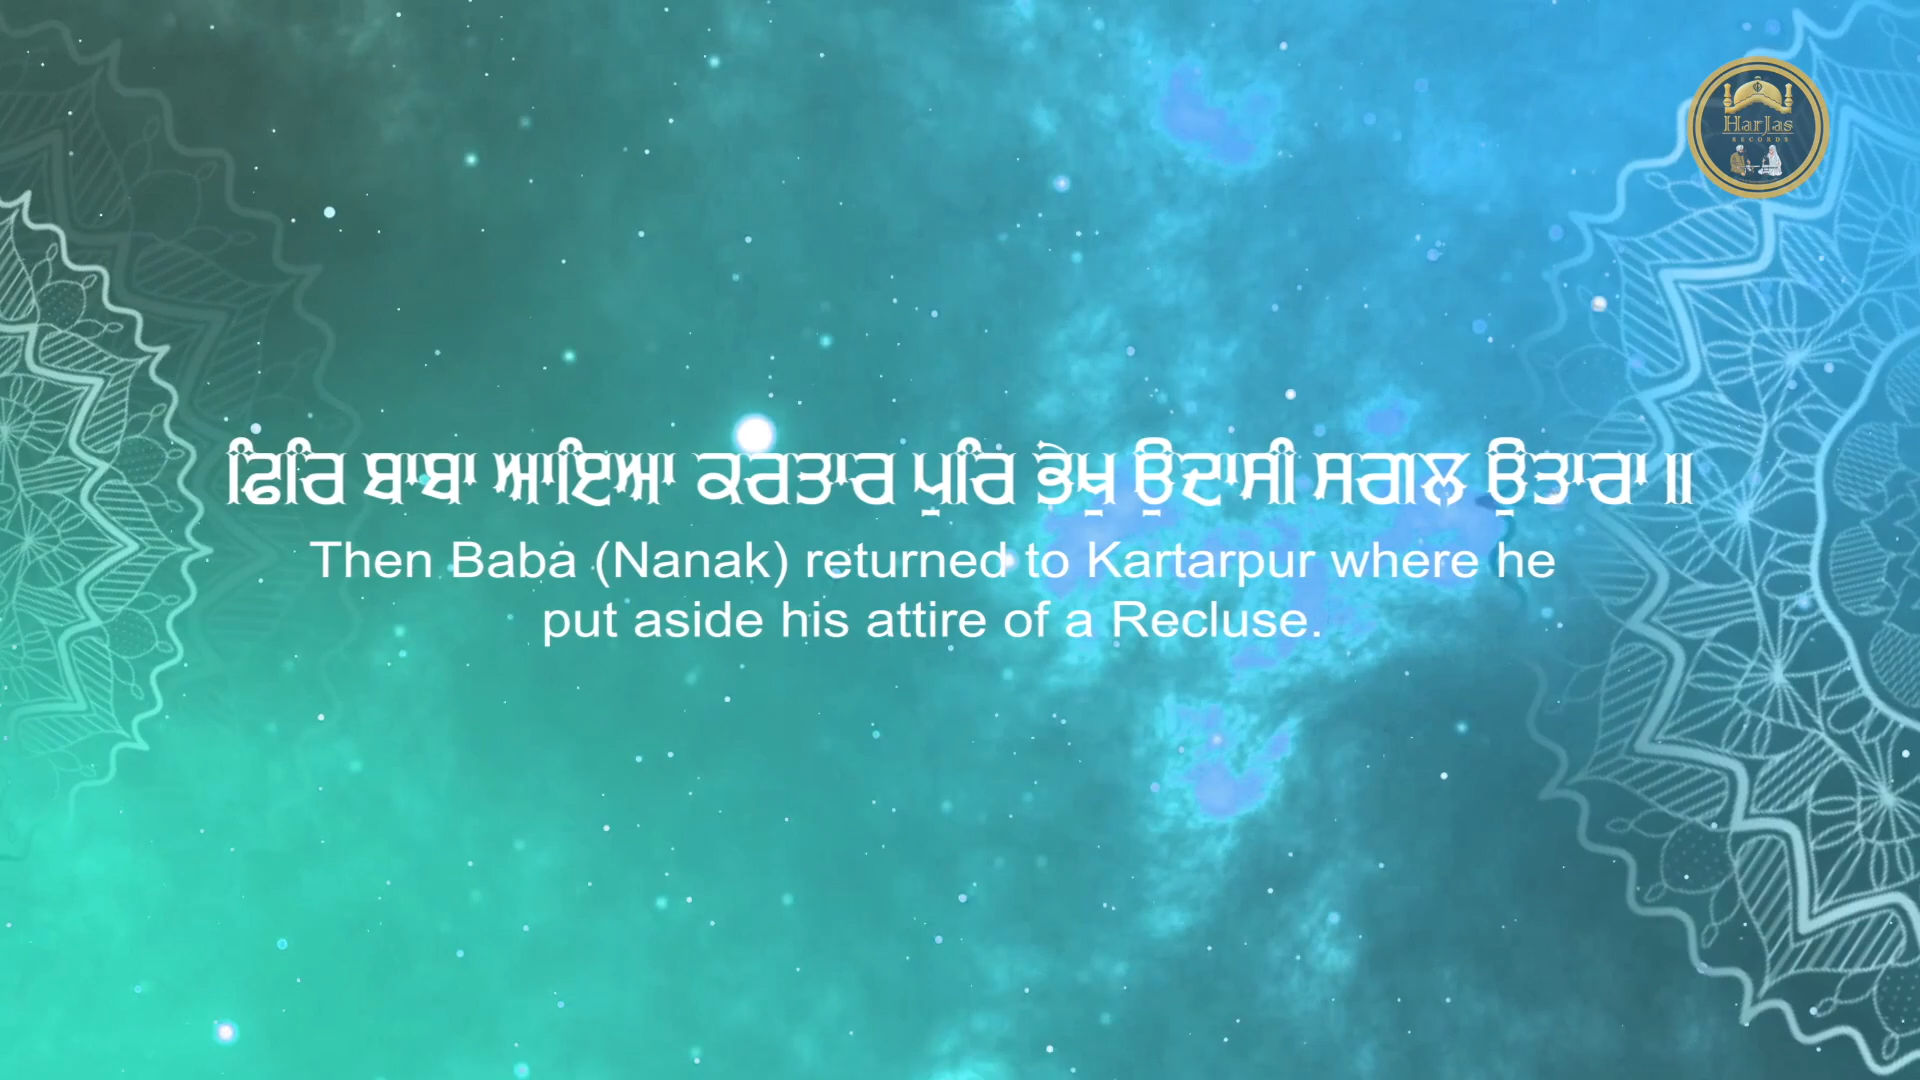 HarJas
RECORDS
ਫਿਰਿ ਬਾਬਾ ਆਇਆ ਕਰਤਾਰ ਪੁਰਿ ਭੇਖੁ ਉਦਾਸੀ ਸਗਲ ਉਤਾਰਾ॥
Then Baba (Nanak) returned to Kartarpur where he
put aside his attire of a Recluse.